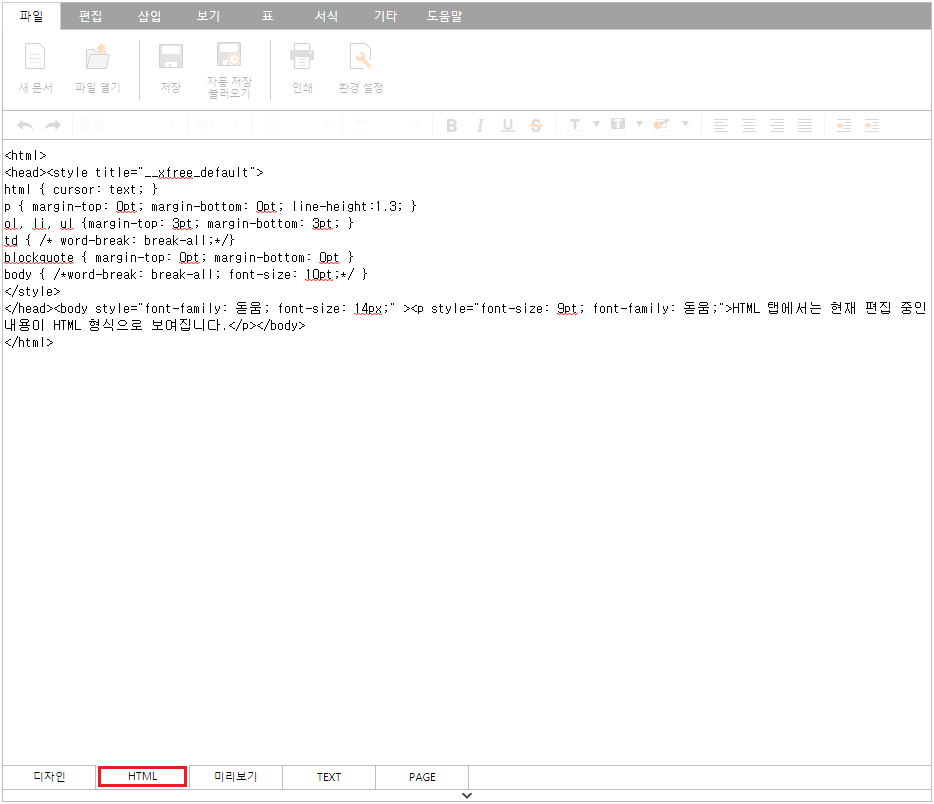 파일 편집 삽입 보기 표 서식 기타 도움말
새 문서 파일 열기 저장 자동 저장 불러오기 인쇄 환경 설정
돋움 9pt
B I U S T T
<html>
<head><style title="__xfree_default">
html { cursor: text; }
p { margin-top: 0pt; margin-bottom: 0pt; line-height:1.3; }
ol, li, ul {margin-top: 3pt; margin-bottom: 3pt; }
td { /* word-break: break-all;*/}
blockquote { margin-top: 0pt; margin-bottom: 0pt }
body { /*word-break: break-all; font-size: 10pt;*/ }
</style>
</head><body style="font-family: 돋움; font-size: 14px;" ><p style="font-size: 9pt; font-family: 돋움;">HTML 탭에서는 현재 편집 중인
내용이 HTML 형식으로 보여집니다.</p></body>
</html>
디자인 HTML 미리보기 TEXT PAGE